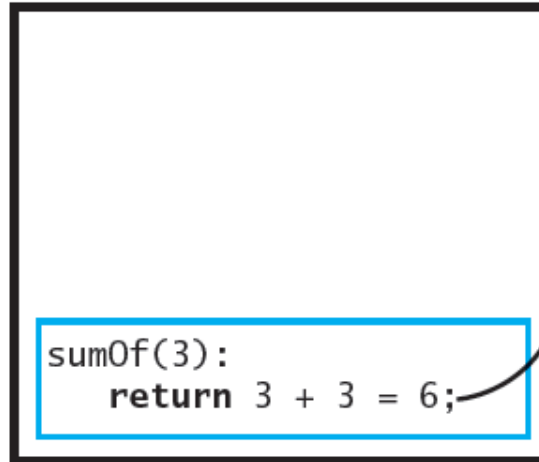 sumOf(3):
return 3 + 3 = 6;